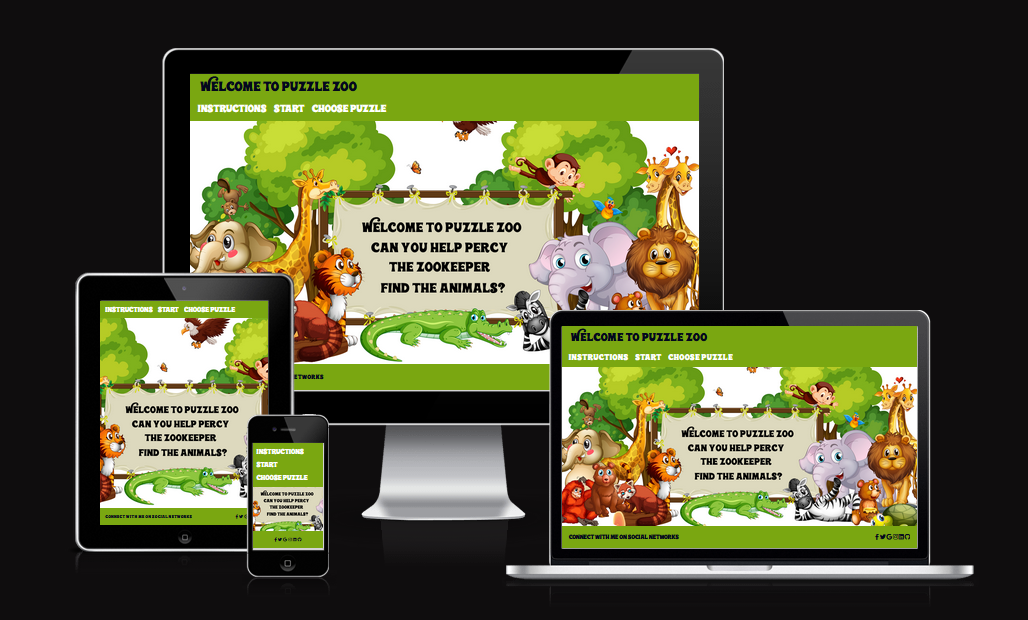 WELCOME TO PUZZLE ZOO
INSTRUCTIONS START CHOOSE PUZZLE
WELCOME TO PUZZLE ZOO
CAN YOU HELP PERCY
THE ZOOKEEPER
FIND THE ANIMALS?
ETWORKS
INSTRUCTIONS START CHOOSE PUZZLE
WELCOME TO PUZZLE ZOO
CAN YOU HELP PERCY
THE ZOOKEEPER
FIND THE ANIMALS?
CONNECT WITH ME ON SOCIAL NETWORKS
INSTRUCTIONS
START
CHOOSE PUZZLE
WELCOME TO PUZZLE ZOO
CAN YOU HELP PERCY
THE ZOOKEEPER
FIND THE ANIMALS?
WELCOME TO PUZZLE ZOO
INSTRUCTIONS START CHOOSE PUZZLE
WELCOME TO PUZZLE ZOO
CAN YOU HELP PERCY
THE ZOOKEEPER
FIND THE ANIMALS?
CONNECT WITH ME ON SOCIAL NETWORKS